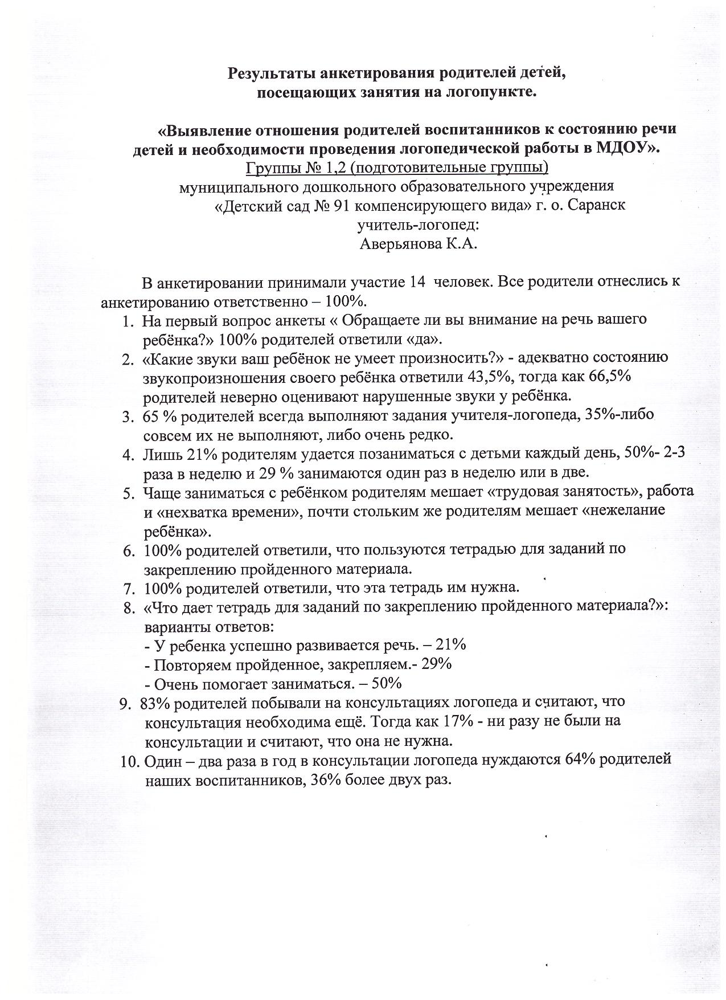 Результаты анкетирования родителей детей,
посещающих занятия на логопункте.
«Выявление отношения родителей воспитанников к состоянию речи
детей и необходимости проведения логопедической работы в МДОУ».
Группы № 1,2 (подготовительные группы)
муниципального дошкольного образовательного учреждения
«Детский сад № 91 компенсирующего вида» г. о. Саранск
учитель-логопед:
Аверьянова К.А.
В анкетировании принимали участие 14 человек. Все родители отнеслись к
анкетированию ответственно – 100%.
1. На первый вопрос анкеты « Обращаете ли вы внимание на речь вашего
ребёнка?» 100% родителей ответили «да».
2. «Какие звуки ваш ребёнок не умеет произносить?» - адекватно состоянию
звукопроизношения своего ребёнка ответили 43,5%, тогда как 66,5%
родителей неверно оценивают нарушенные звуки у ребёнка.
3. 65 % родителей всегда выполняют задания учителя-логопеда, 35%-либо
совсем их не выполняют, либо очень редко.
4. Лишь 21% родителям удается позаниматься с детьми каждый день, 50%- 2-3
раза в неделю и 29 % занимаются один раз в неделю или в две.
5. Чаще заниматься с ребёнком родителям мешает «трудовая занятость», работа
и «нехватка времени», почти стольким же родителям мешает «нежелание
ребёнка».
6. 100% родителей ответили, что пользуются тетрадью для заданий по
закреплению пройденного материала.
7. 100% родителей ответили, что эта тетрадь им нужна.
8. «Что дает тетрадь для заданий по закреплению пройденного материала?»:
варианты ответов:
- У ребенка успешно развивается речь. – 21%
- Повторяем пройденное, закрепляем.- 29%
- Очень помогает заниматься. – 50%
9. 83% родителей побывали на консультациях логопеда и считают, что
консультация необходима ещё. Тогда как 17% - ни разу не были на
консультации и считают, что она не нужна.
10. Один – два раза в год в консультации логопеда нуждаются 64% родителей
наших воспитанников, 36% более двух раз.